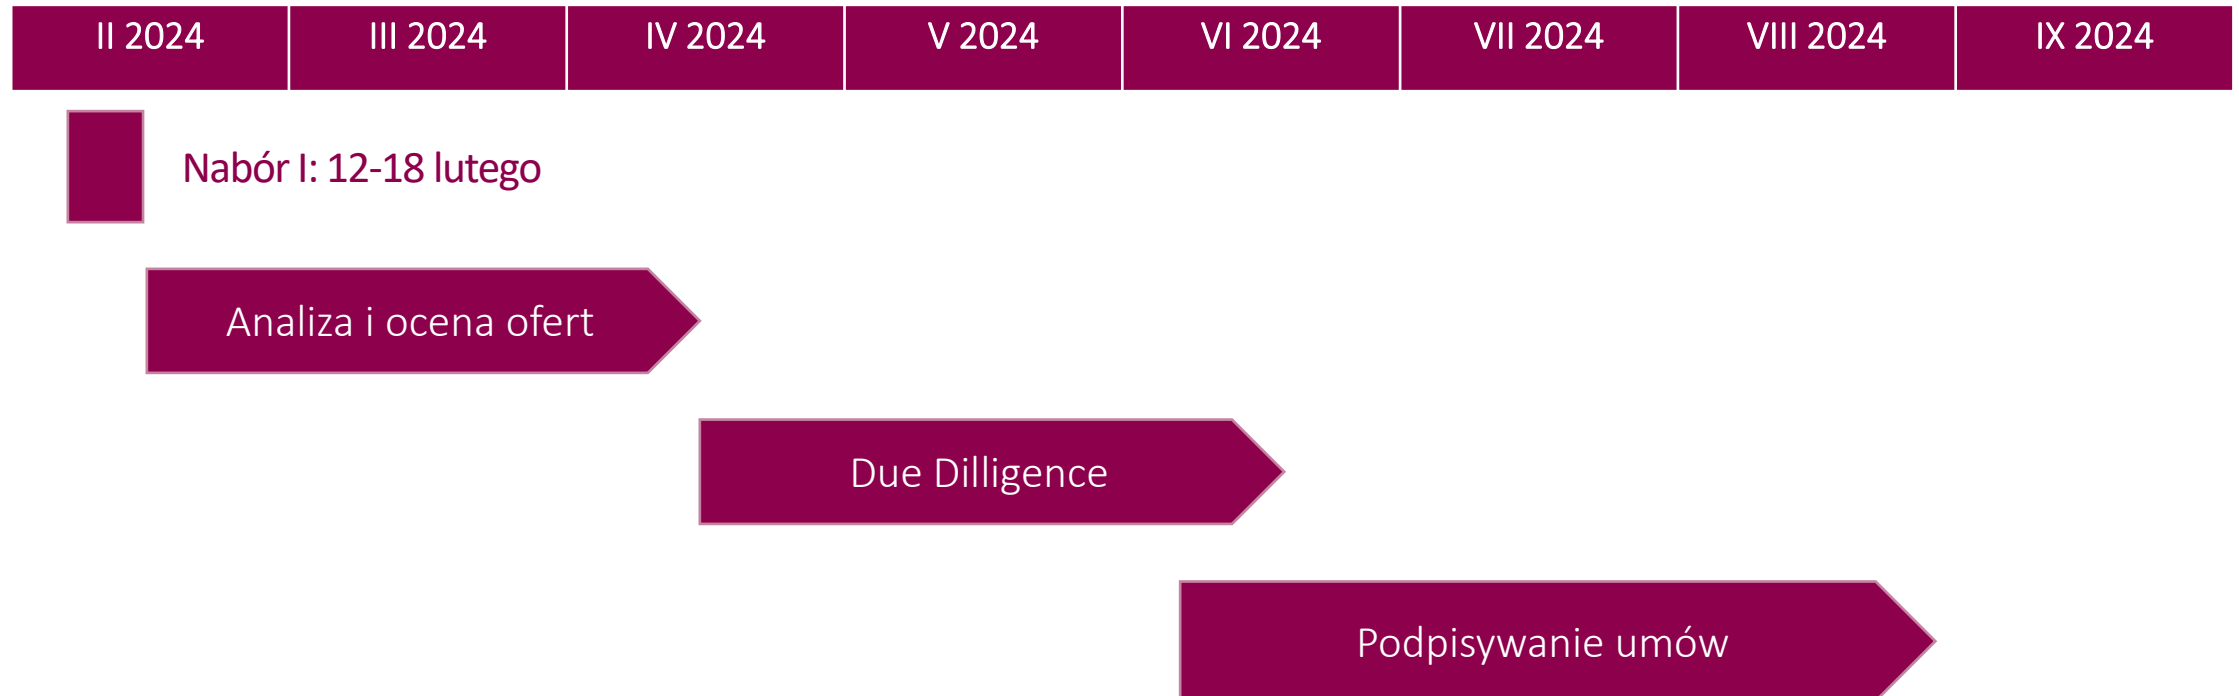 II 2024
III 2024
IV 2024
V 2024
VI 2024
VII 2024
VIII 2024
IX 2024
Nabór I: 12-18 lutego
Analiza i ocena ofert
Due Dilligence
Podpisywanie umów